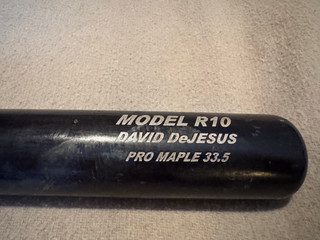 MODEL R10
DAVID DeJESUS
PRO MAPLE 33.5